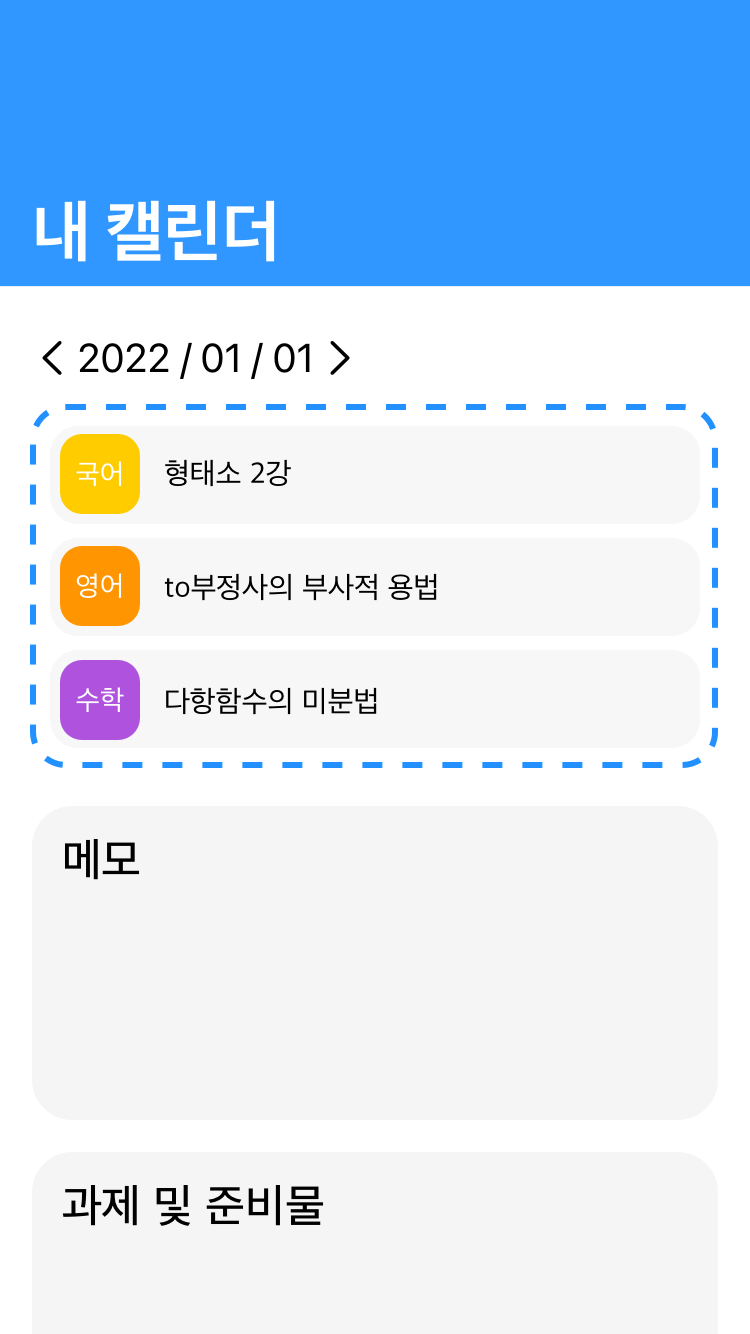 내 캘린더
2022 / 01 / 01
국어 형태소 2강
영어 to부정사의 부사적 용법
수학 다항함수의 미분법
메모
과제 및 준비물